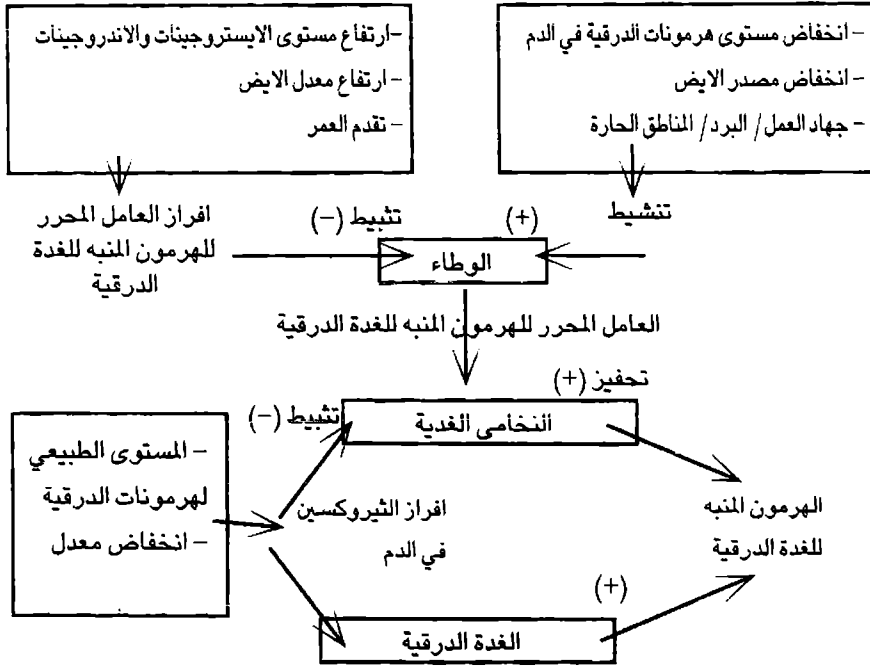 – انخفاض مستوى هرمونات الدرقية في الدم
– انخفاض مصدر الايض
– جهاد العمل / البرد / المناطق الحارة
–ارتفاع مستوى الايستروجينات والاندروجينات
– ارتفاع معدل الايض
– تقدم العمر
تنشيط
(+)
تثبيط (–)
افراز العامل المحرر
للهرمون المنبه للغدة
الدرقية
الوطاء
العامل المحرر للهرمون المنبه للغدة الدرقية
تحفيز (+)
تثبيط (–)
النخامى الغدية
– المستوى الطبيعي
لهرمونات الدرقية
– انخفاض معدل
افراز الثيروكسين
في الدم
الهرمون المنبه
للغدة الدرقية
(+)
الغدة الدرقية